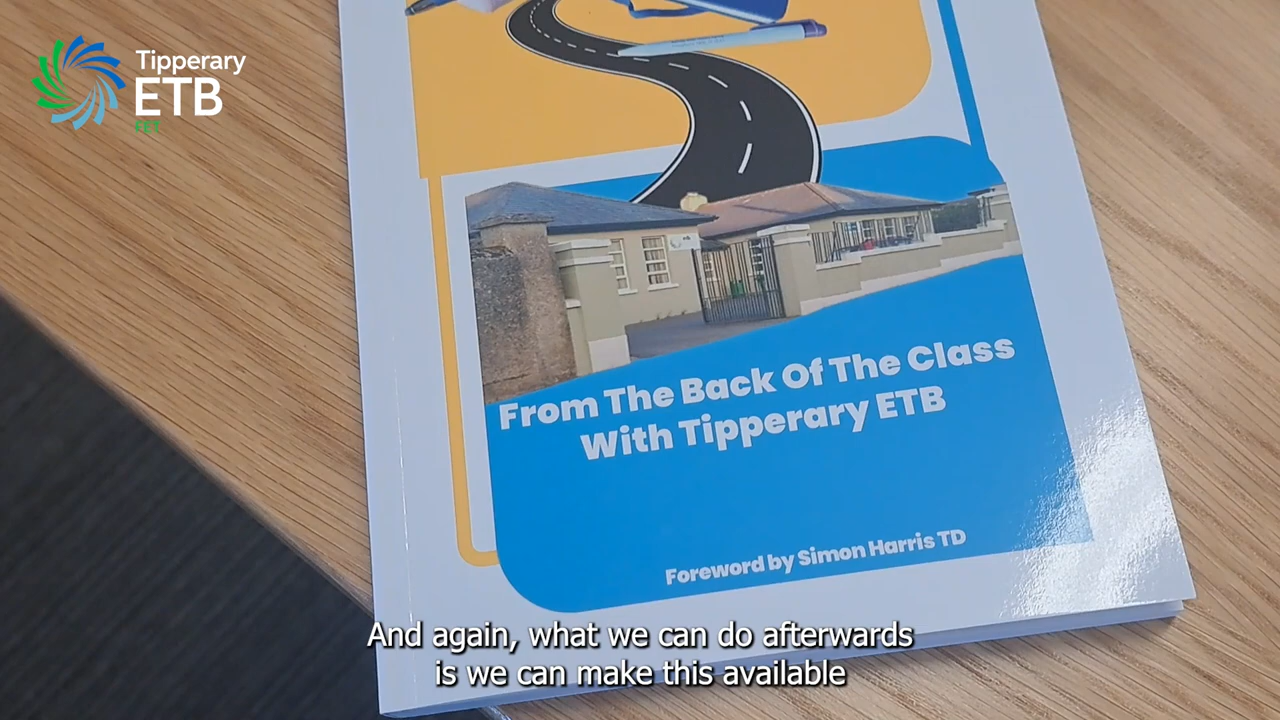 Tipperary
ETB
FET
From The Back Of The Class
With Tipperary ETB
Foreword by Simon Harris TD
And again, what we can do afterwards
is we can make this available